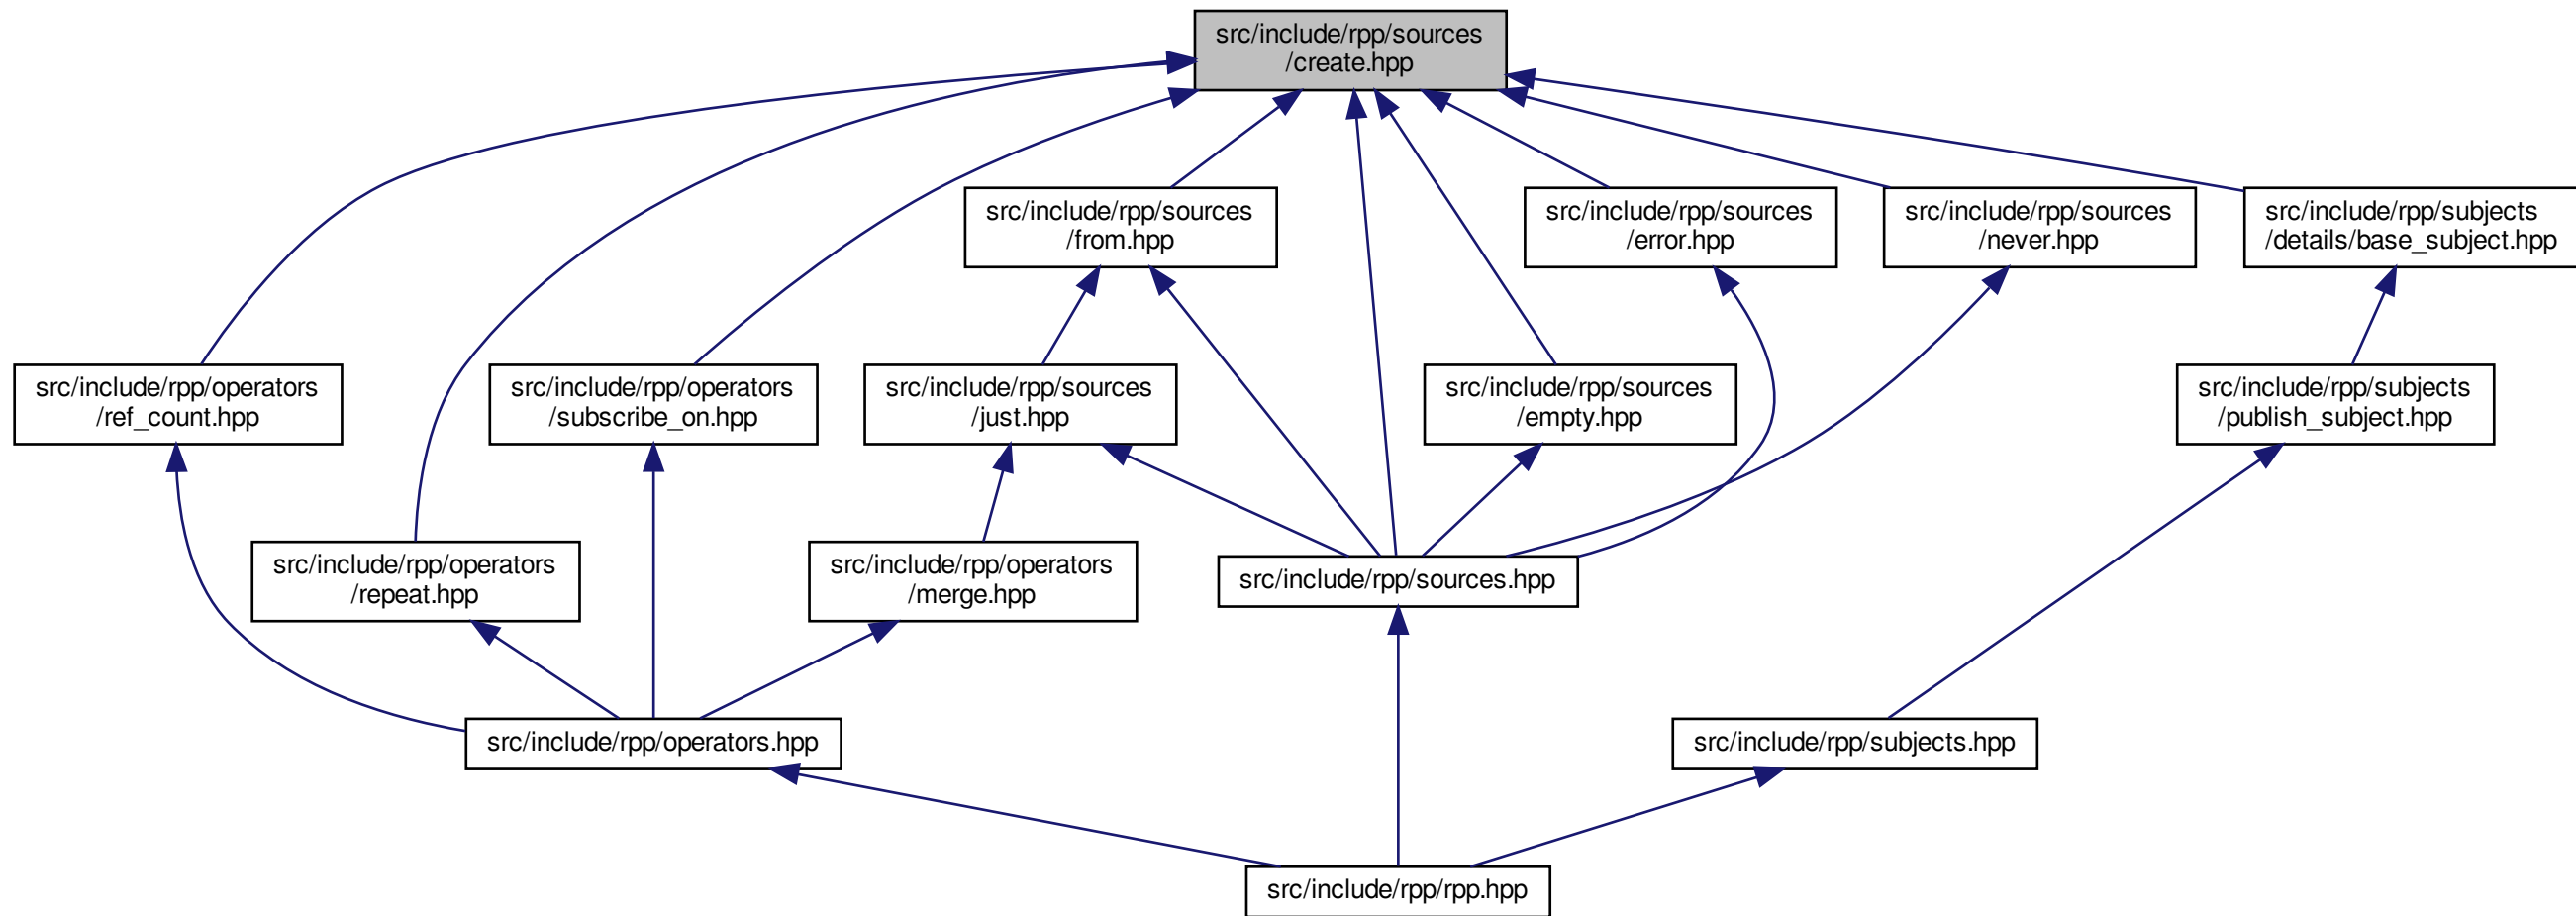 src/include/rpp/sources
/create.hpp
src/include/rpp/sources
/from.hpp
src/include/rpp/sources
/error.hpp
src/include/rpp/sources
/never.hpp
src/include/rpp/subjects
/details/base_subject.hpp
src/include/rpp/operators
/ref_count.hpp
src/include/rpp/operators
/subscribe_on.hpp
src/include/rpp/sources
/just.hpp
src/include/rpp/sources
/empty.hpp
src/include/rpp/subjects
/publish_subject.hpp
src/include/rpp/operators
/repeat.hpp
src/include/rpp/operators
/merge.hpp
src/include/rpp/sources.hpp
src/include/rpp/operators.hpp
src/include/rpp/subjects.hpp
src/include/rpp/rpp.hpp